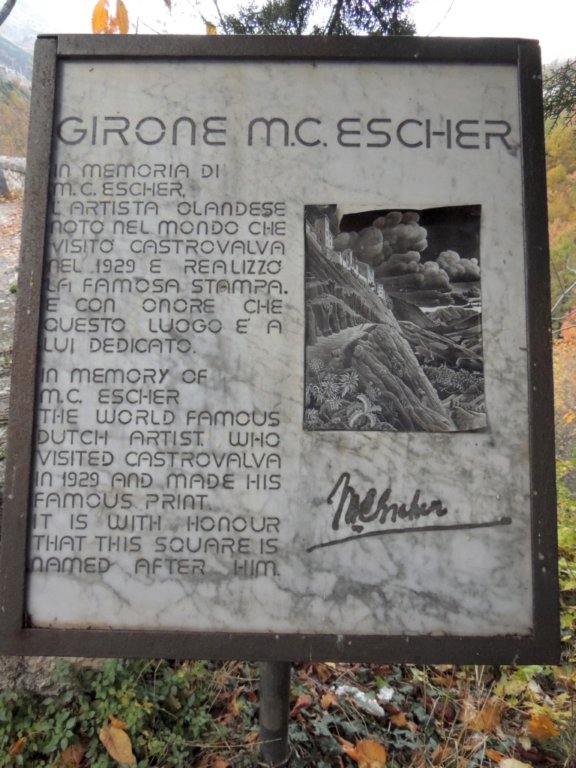 GIRONE M.C. ESCHER
IN MEMORIA DI
M.C. ESCHER,
L'ARTISTA OLANDESE
NOTO NEL MONDO CHE
VISITÒ CASTROVALVA
NEL 1929 E REALIZZÒ
LA FAMOSA STAMPA.
E CON ONORE CHE
QUESTO LUOGO E' A
LUI DEDICATO.
IN MEMORY OF
M.C. ESCHER
THE WORLD FAMOUS
DUTCH ARTIST WHO
VISITED CASTROVALVA
IN 1929 AND MADE HIS
FAMOUS PRINT.
IT IS WITH HONOUR
THAT THIS SQUARE IS
NAMED AFTER HIM.
MCEscher